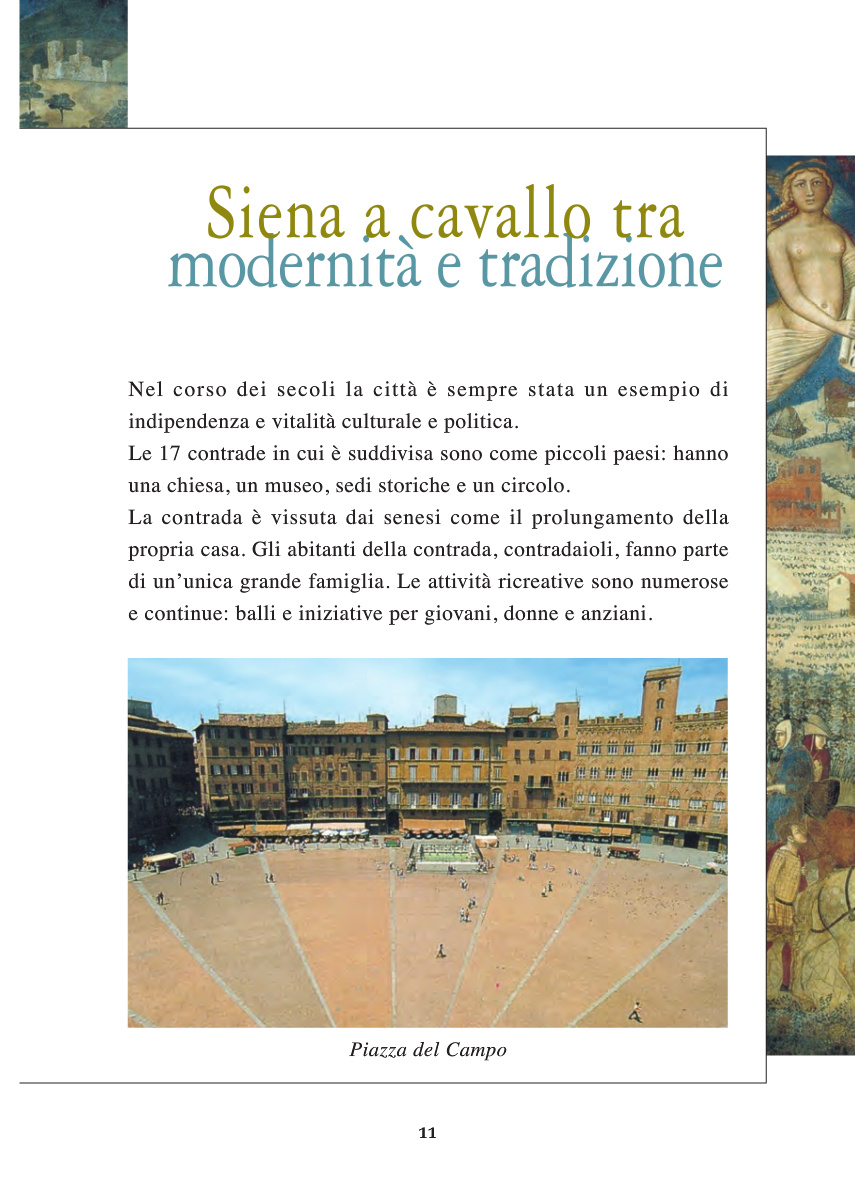 Siena a cavallo tra
modernità e tradizione
Nel corso dei secoli la città è sempre stata un esempio di
indipendenza e vitalità culturale e politica.
Le 17 contrade in cui è suddivisa sono come piccoli paesi: hanno
una chiesa, un museo, sedi storiche e un circolo.
La contrada è vissuta dai senesi come il prolungamento della
propria casa. Gli abitanti della contrada, contradaioli, fanno parte
di un’unica grande famiglia. Le attività ricreative sono numerose
e continue: balli e iniziative per giovani, donne e anziani.
Piazza del Campo
11